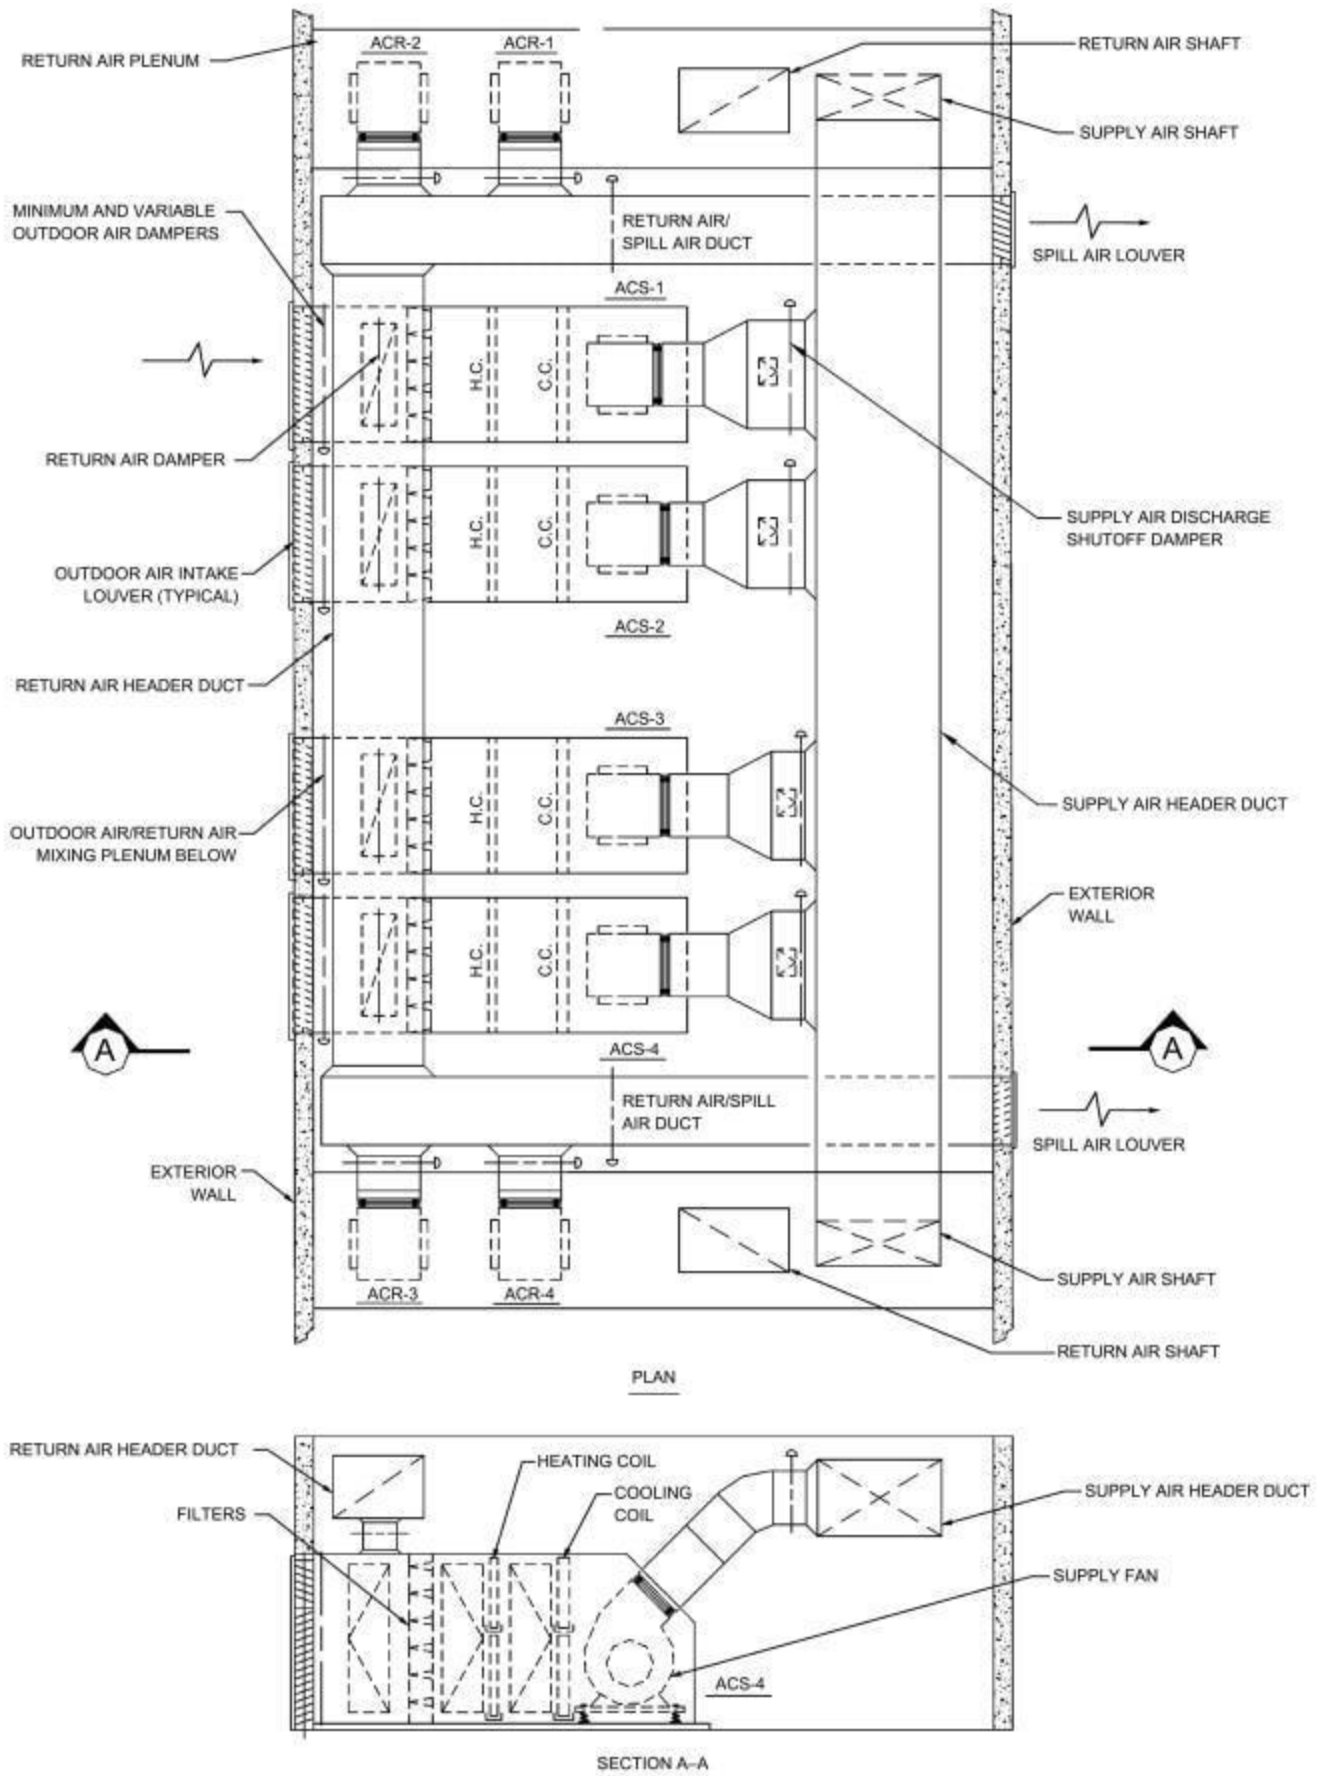 ACR-2
ACR-1
RETURN AIR SHAFT
RETURN AIR PLENUM
SUPPLY AIR SHAFT
MINIMUM AND VARIABLE
OUTDOOR AIR DAMPERS
RETURN AIR/
SPILL AIR DUCT
SPILL AIR LOUVER
ACS-1
H.C.
C.C.
RETURN AIR DAMPER
SUPPLY AIR DISCHARGE
SHUTOFF DAMPER
H.C.
C.C.
OUTDOOR AIR INTAKE
LOUVER (TYPICAL)
ACS-2
RETURN AIR HEADER DUCT
ACS-3
H.C.
C.C.
SUPPLY AIR HEADER DUCT
OUTDOOR AIR/RETURN AIR
MIXING PLENUM BELOW
EXTERIOR
WALL
H.C.
C.C.
A
ACS-4
A
RETURN AIR/SPILL
AIR DUCT
SPILL AIR LOUVER
EXTERIOR
WALL
ACR-3
ACR-4
SUPPLY AIR SHAFT
RETURN AIR SHAFT
PLAN
RETURN AIR HEADER DUCT
HEATING COIL
COOLING
COIL
SUPPLY AIR HEADER DUCT
FILTERS
SUPPLY FAN
ACS-4
SECTION A–A